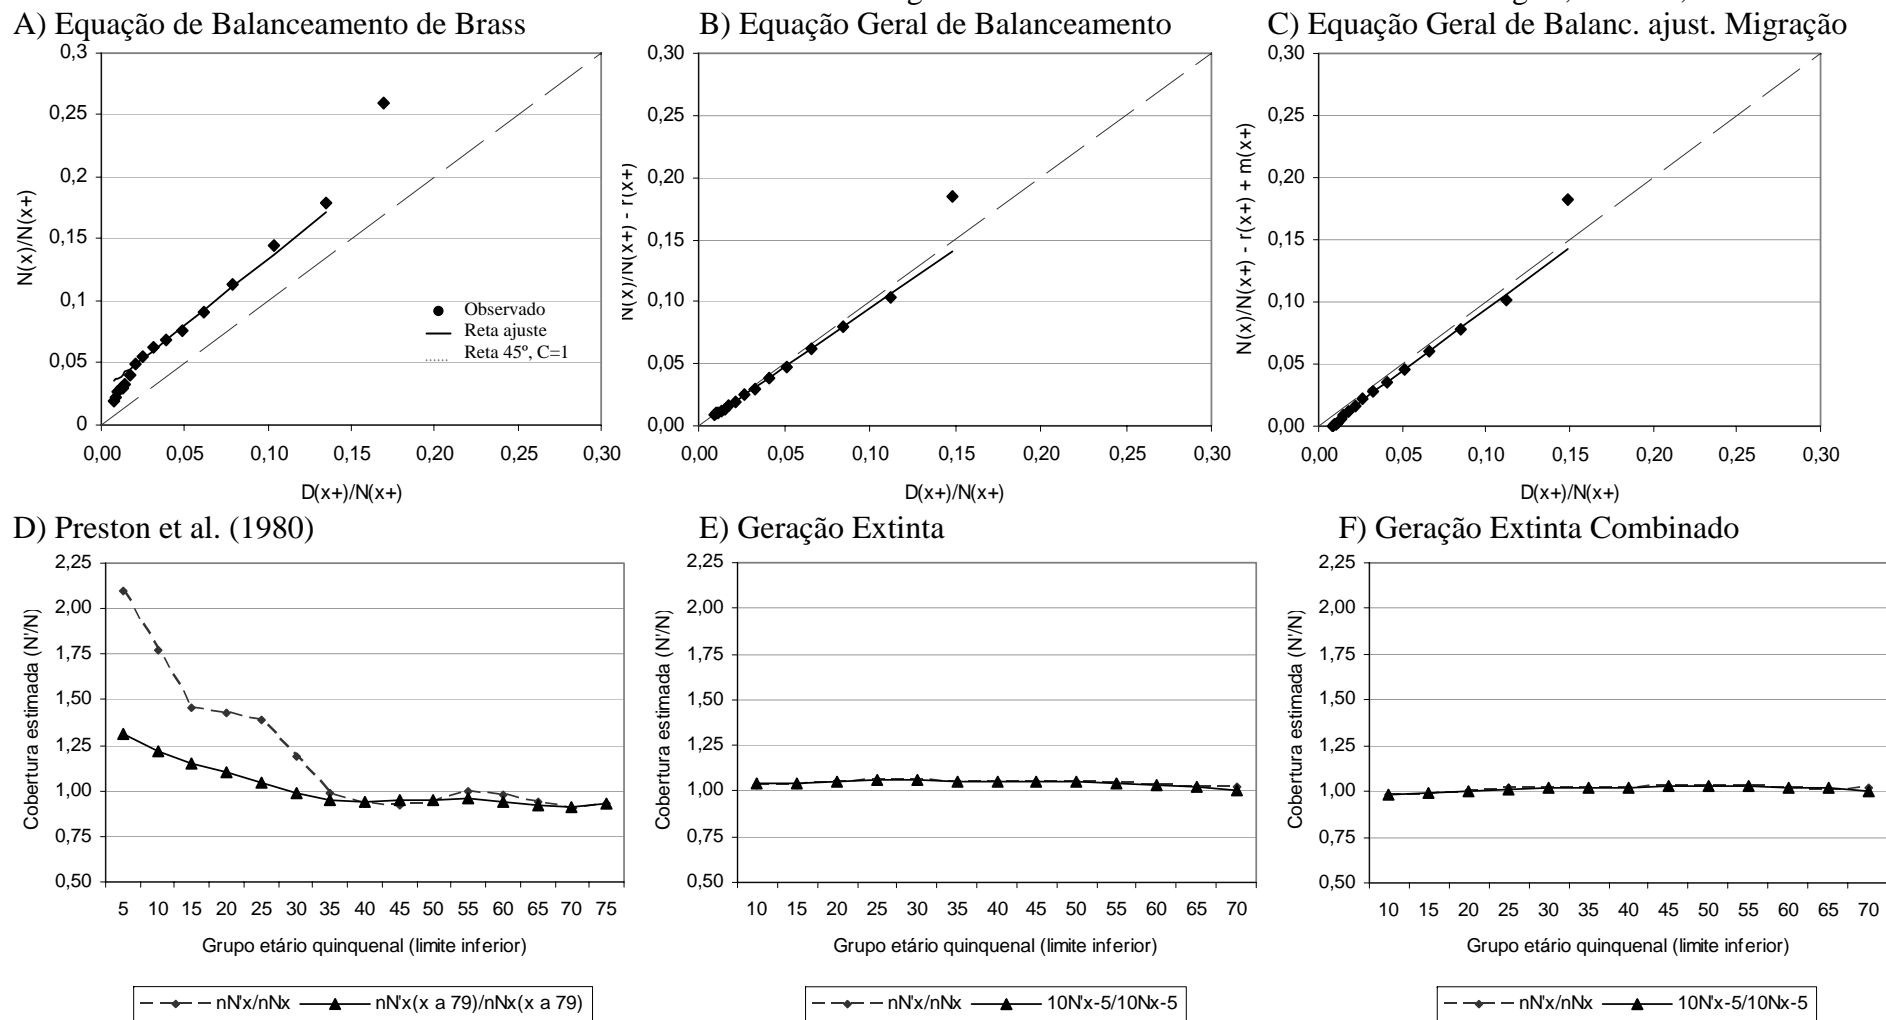 A) Equação de Balanceamento de Brass
B) Equação Geral de Balanceamento
C) Equação Geral de Balanc. ajust. Migração
0,3
0,25
0,2
0,15
0,1
0,05
0
N(x)/N(x+)
0,00 0,05 0,10 0,15 0,20 0,25 0,30
D(x+)/N(x+)
Observado
Reta ajuste
Reta 45º, C=1
0,30
0,25
0,20
0,15
0,10
0,05
0,00
N(x)/N(x+) - r(x+)
0,00 0,05 0,10 0,15 0,20 0,25 0,30
D(x+)/N(x+)
0,30
0,25
0,20
0,15
0,10
0,05
0,00
N(x)/N(x+) - r(x+) + m(x+
0,00 0,05 0,10 0,15 0,20 0,25 0,30
D(x+)/N(x+)
D) Preston et al. (1980)
E) Geração Extinta
F) Geração Extinta Combinado
2,25
2,00
1,75
1,50
1,25
1,00
0,75
0,50
Cobertura estimada (N'/N)
5 10 15 20 25 30 35 40 45 50 55 60 65 70 75
Grupo etário quinquenal (limite inferior)
nN'x/nNx nN'x(x a 79)/nNx(x a 79)
2,25
2,00
1,75
1,50
1,25
1,00
0,75
0,50
Cobertura estimada (N'/N)
10 15 20 25 30 35 40 45 50 55 60 65 70
Grupo etário quinquenal (limite inferior)
nN'x/nNx 10N'x-5/10Nx-5
2,25
2,00
1,75
1,50
1,25
1,00
0,75
0,50
Cobertura estimada (N'/N)
10 15 20 25 30 35 40 45 50 55 60 65 70
Grupo etário quinquenal (limite inferior)
nN'x/nNx 10N'x-5/10Nx-5